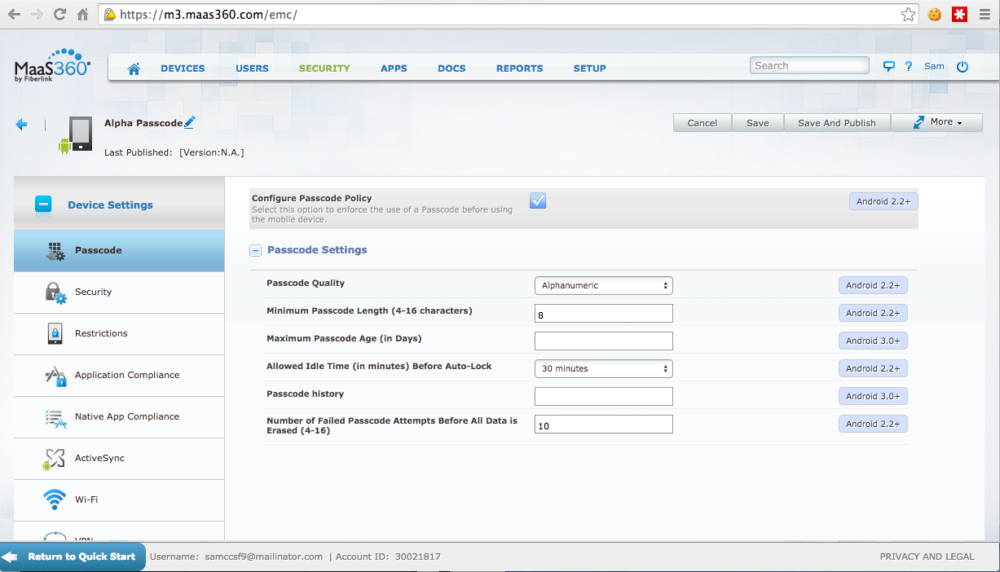 https://m3.maas360.com/emc/
MaaS360
by Fiberlink
DEVICES USERS SECURITY APPS DOCS REPORTS SETUP
Search
? Sam
Alpha Passcode
Last Published: [Version:N.A.]
Cancel Save Save And Publish More
Device Settings
Passcode
Security
Restrictions
Application Compliance
Native App Compliance
ActiveSync
Wi-Fi
VPN
Configure Passcode Policy
Select this option to enforce the use of a Passcode before using
the mobile device.
Android 2.2+
Passcode Settings
Passcode Quality Alphanumeric Android 2.2+
Minimum Passcode Length (4-16 characters) 8 Android 2.2+
Maximum Passcode Age (in Days) Android 3.0+
Allowed Idle Time (in minutes) Before Auto-Lock 30 minutes Android 2.2+
Passcode history Android 3.0+
Number of Failed Passcode Attempts Before All Data is
Erased (4-16) 10 Android 2.2+
Return to Quick Start
Username: samccsf9@mailinator.com | Account ID: 30021817
PRIVACY AND LEGAL